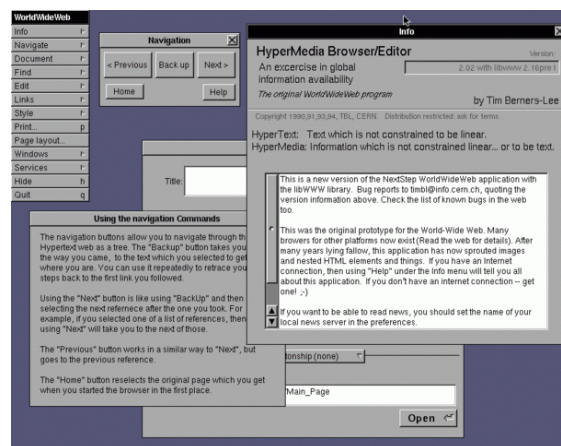 WorldWideWeb
Info
Navigate
Document
Find
Edit
Links
Style
Print... p
Page layout...
Windows
Services
Hide h
Quit q
Navigation
< Previous
Back up
Next >
Home
Help
Title:
Using the navigation Commands
The navigation buttons allow you to navigate through th
Hypertext web as a tree. The "Backup" button takes you
the way you came, to the text which you selected to get
where you are. You can use it repeatedly to retrace you
steps back to the first link you followed.
Using the "Next" button is like using "BackUp" and then
selecting the next refernece after the one you took. For
example, if you selected one of a list of references, then
using "Next" will take you to the next of those.
The "Previous" button works in a similar way to "Next", but
goes to the previous reference.
The "Home" button reselects the original page which you get
when you started the browser in the first place.
tionship (none)
/Main_Page
Open
Info
HyperMedia Browser/Editor
Version:
An excercise in global
information availability
2.02 with libwww 2.16pre
The original WorldWideWeb program
by Tim Berners-Lee
Copyright 1990,91,93,94, TBL, CERN. Distribution restricted: ask for terms.
HyperText: Text which is not constrained to be linear.
HyperMedia: Information which is not constrained linear... or to be text.
This is a new version of the NextStep WorldWideWeb application with
the libWWW library. Bug reports to timbl@info.cern.ch, quoting the
version information above. Check the list of known bugs in the web
too.
This was the original prototype for the World-Wide Web. Many
browers for other platforms now exist (Read the web for details). After
many years lying fallow, this application has now sprouted images
and nested HTML elements and things. If you have an Internet
connection, then using "Help" under the Info menu will tell you all
about this application. If you don't have an internet connection -- get
one! ;-)
If you want to be able to read news, you should set the name of your
local news server in the preferences.